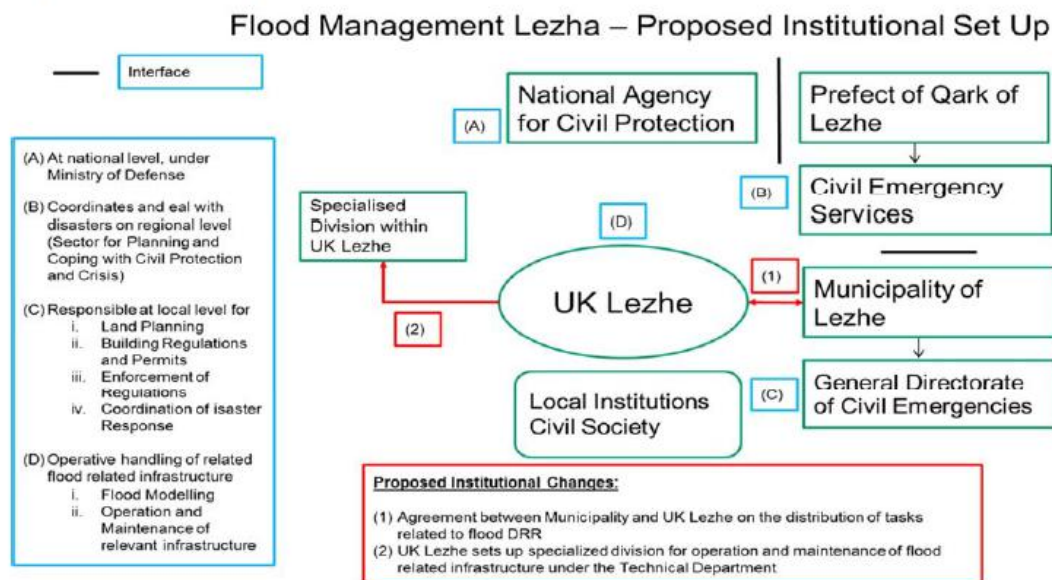 Flood Management Lezha – Proposed Institutional Set Up
Interface
(A) At national level, under
Ministry of Defense
(B) Coordinates and eal with
disasters on regional level
(Sector for Planning and
Coping with Civil Protection
and Crisis)
(C) Responsible at local level for
i. Land Planning
ii. Building Regulations
and Permits
iii. Enforcement of
Regulations
iv. Coordination of isaster
Response
(D) Operative handling of related
flood related infrastructure
i. Flood Modelling
ii. Operation and
Maintenance of
relevant infrastructure
(A)
National Agency
for Civil Protection
Prefect of Qark of
Lezhe
(B)
Civil Emergency
Services
Specialised
Division within
UK Lezhe
(D)
UK Lezhe
(1)
(2)
Municipality of
Lezhe
(C)
General Directorate
of Civil Emergencies
Local Institutions
Civil Society
Proposed Institutional Changes:
(1) Agreement between Municipality and UK Lezhe on the distribution of tasks
related to flood DRR
(2) UK Lezhe sets up specialized division for operation and maintenance of flood
related infrastructure under the Technical Department